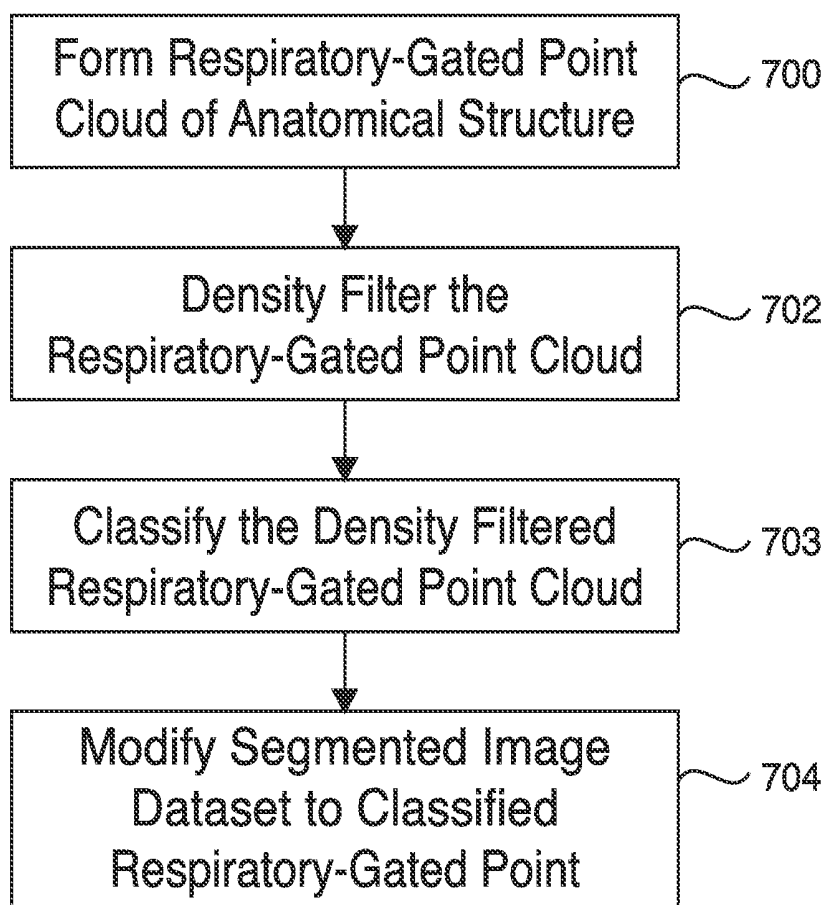 Form Respiratory-Gated Point
Cloud of Anatomical Structure
700
Density Filter the
Respiratory-Gated Point Cloud
702
Classify the Density Filtered
Respiratory-Gated Point Cloud
703
Modify Segmented Image
Dataset to Classified
Respiratory-Gated Point
704